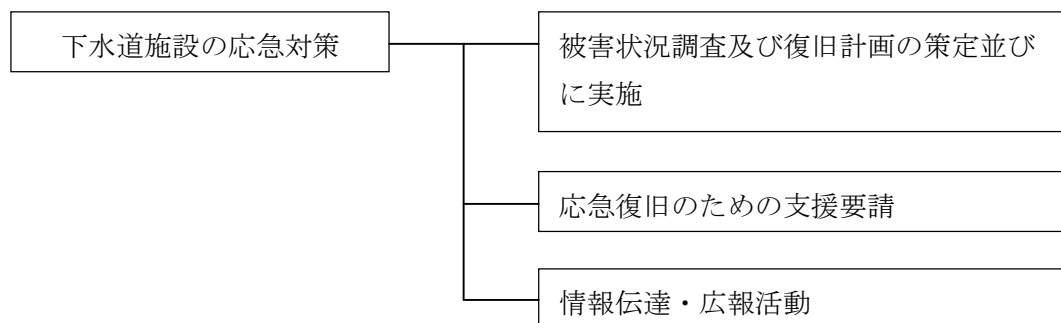 下水道施設の応急対策
被害状況調査及び復旧計画の策定並び
に実施
応急復旧のための支援要請
情報伝達・広報活動